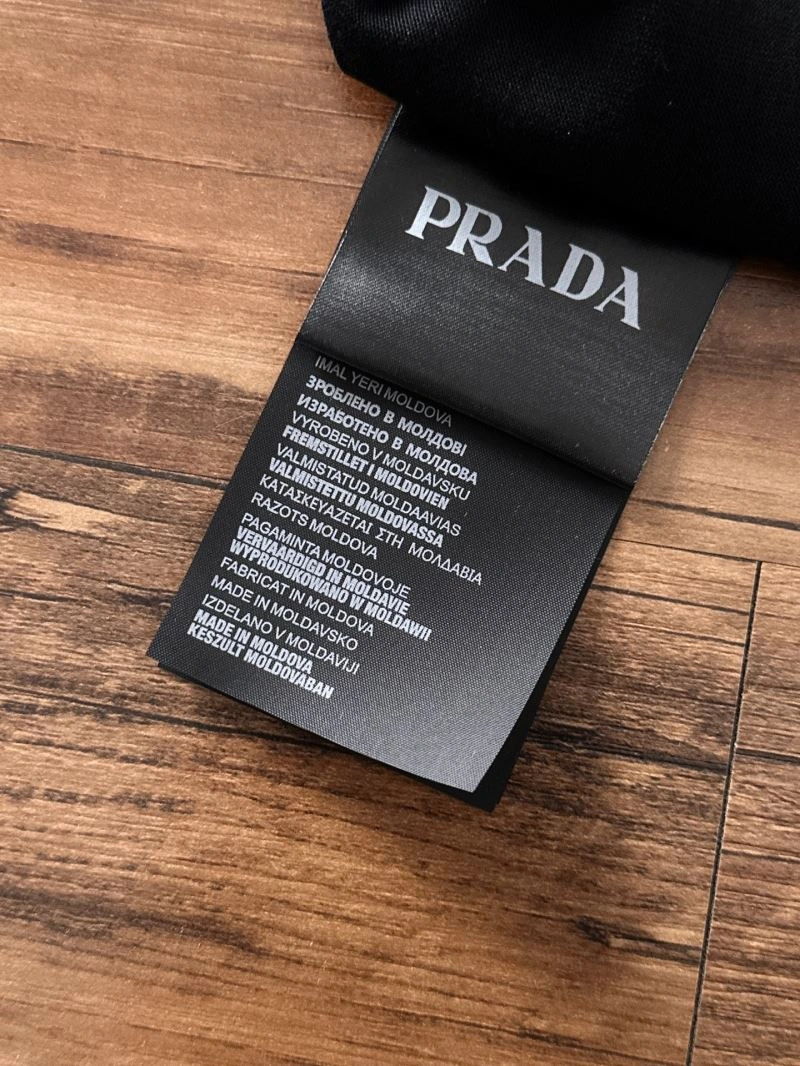 PRADA
IMAL YERI MOLDOVA
ЗРОБЛЕНО В МОЛДОВІ
ИЗРАБОТЕНО В МОЛДОВА
VYROBENO V MOLDAVSKU
FREMSTILLET I MOLDOVIEN
VALMISTATUD MOLDAAVIAS
VALMISTETTU MOLDOVASSA
ΚΑΤΑΣΚΕΥΑΖΕΤΑΙ ΣΤΗ ΜΟΛΔΑΒΙΑ
RAZOTS MOLDOVA
PAGAMINTA MOLDOVOJE
VERVAARDIGD IN MOLDAVIE
WYPRODUKOWANO W MOLDAWII
FABRICAT IN MOLDOVA
MADE IN MOLDAVSKO
IZDELANO V MOLDAVIJI
MADE IN MOLDOVA
KESZULT MOLDOVABAN